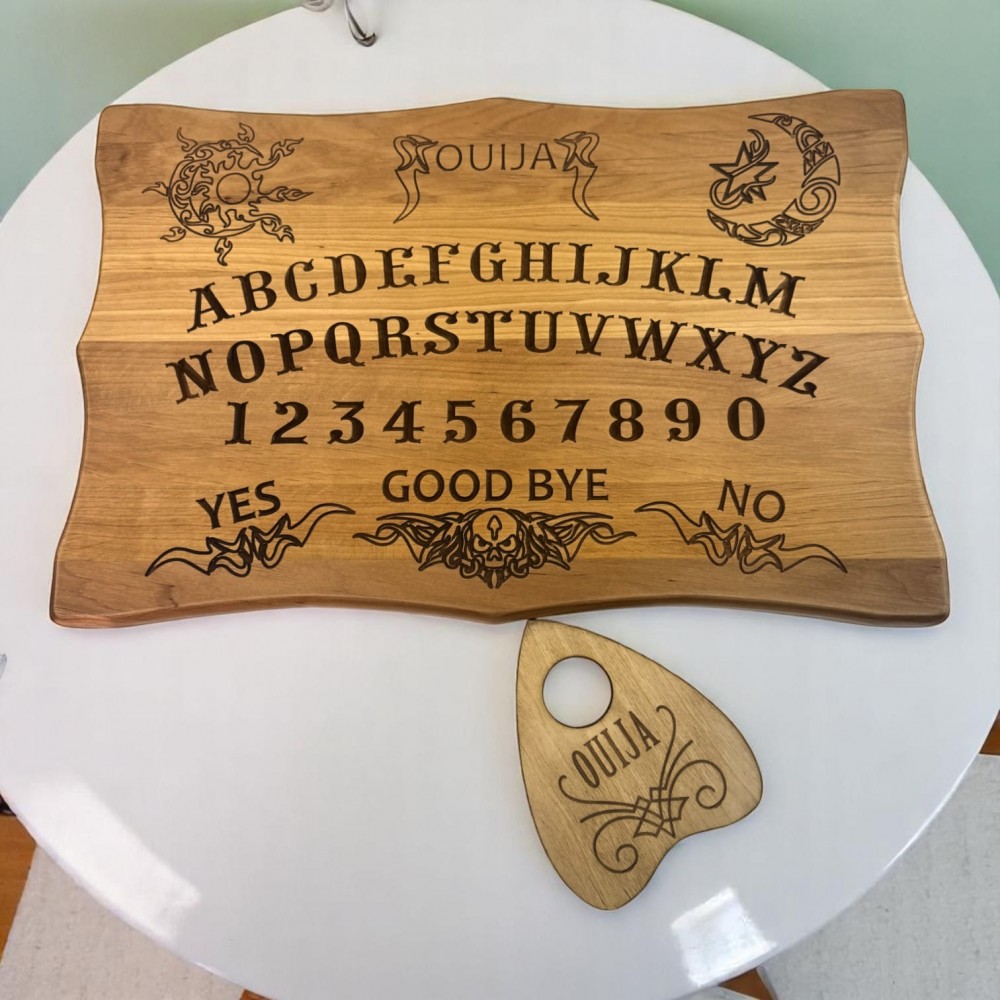 OUIJA
ABCDEFGHIJKLM
NOPQRSTUVWXYZ
1234567890
YES GOOD BYE NO
OUIJA